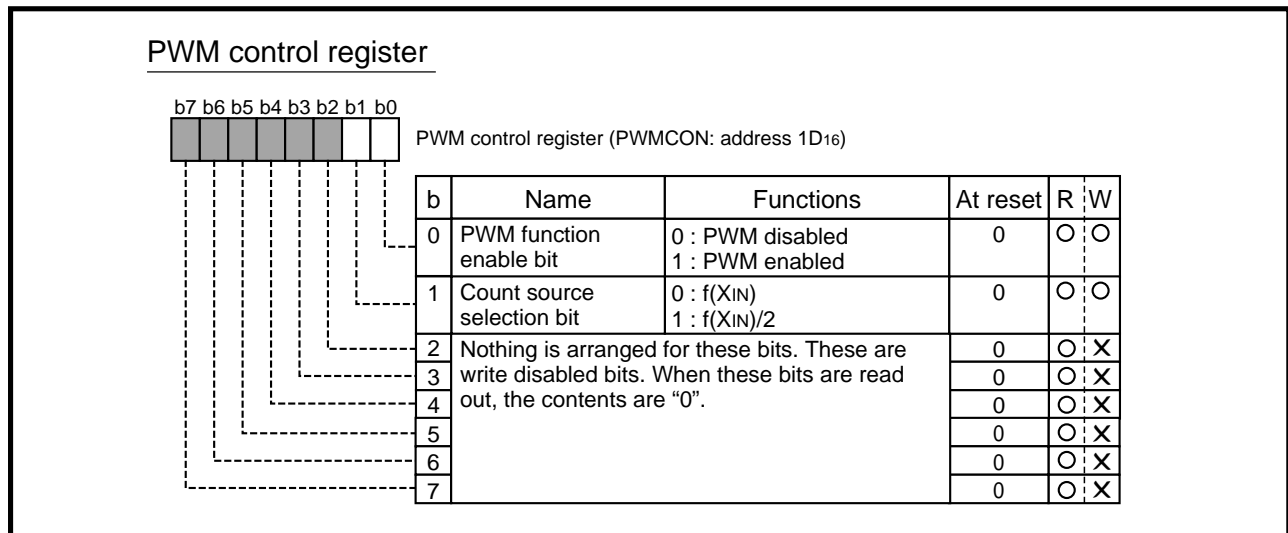 PWM control register
b7 b6 b5 b4 b3 b2 b1 b0
PWM control register (PWMCON: address 1D16)
b Name Functions At reset R W
0 PWM function 0 : PWM disabled 0 O O
enable bit 1 : PWM enabled
1 Count source 0 : f(XIN) 0 O O
selection bit 1 : f(XIN)/2
2 Nothing is arranged for these bits. These are 0 O X
3 write disabled bits. When these bits are read 0 O X
4 out, the contents are “0”. 0 O X
5 0 O X
6 0 O X
7 0 O X